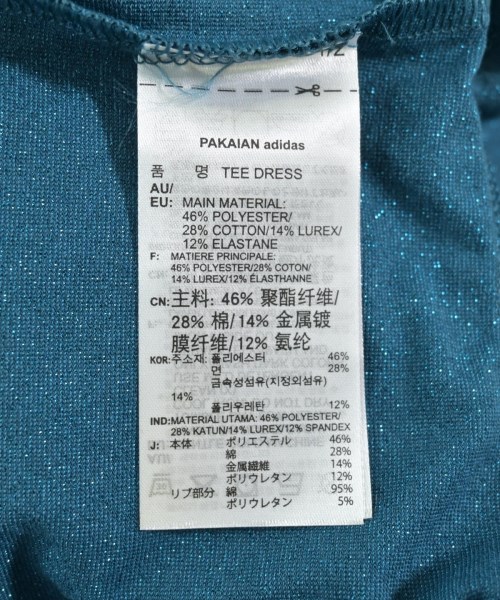 PAKAIAN adidas
品 名 TEE DRESS
AU/
EU: MAIN MATERIAL:
46% POLYESTER/
28% COTTON/14% LUREX/
12% ELASTANE
F: MATIERE PRINCIPALE:
46% POLYESTER/28% COTON/
14% LUREX/12% ÉLASTHANNE
CN: 主料: 46% 聚酯纤维/
28% 棉/14% 金属镀
膜纤维/12% 氨纶
KOR: 주소재: 폴리에스터 46%
면 28%
금속성섬유(지정외섬유)
14%
폴리우레탄 12%
IND: MATERIAL UTAMA: 46% POLYESTER/
28% KATUN/14% LUREX/12% SPANDEX
J: 本体 ポリエステル 46%
綿 28%
金属繊維 14%
ポリウレタン 12%
リブ部分 綿 95%
ポリウレタン 5%